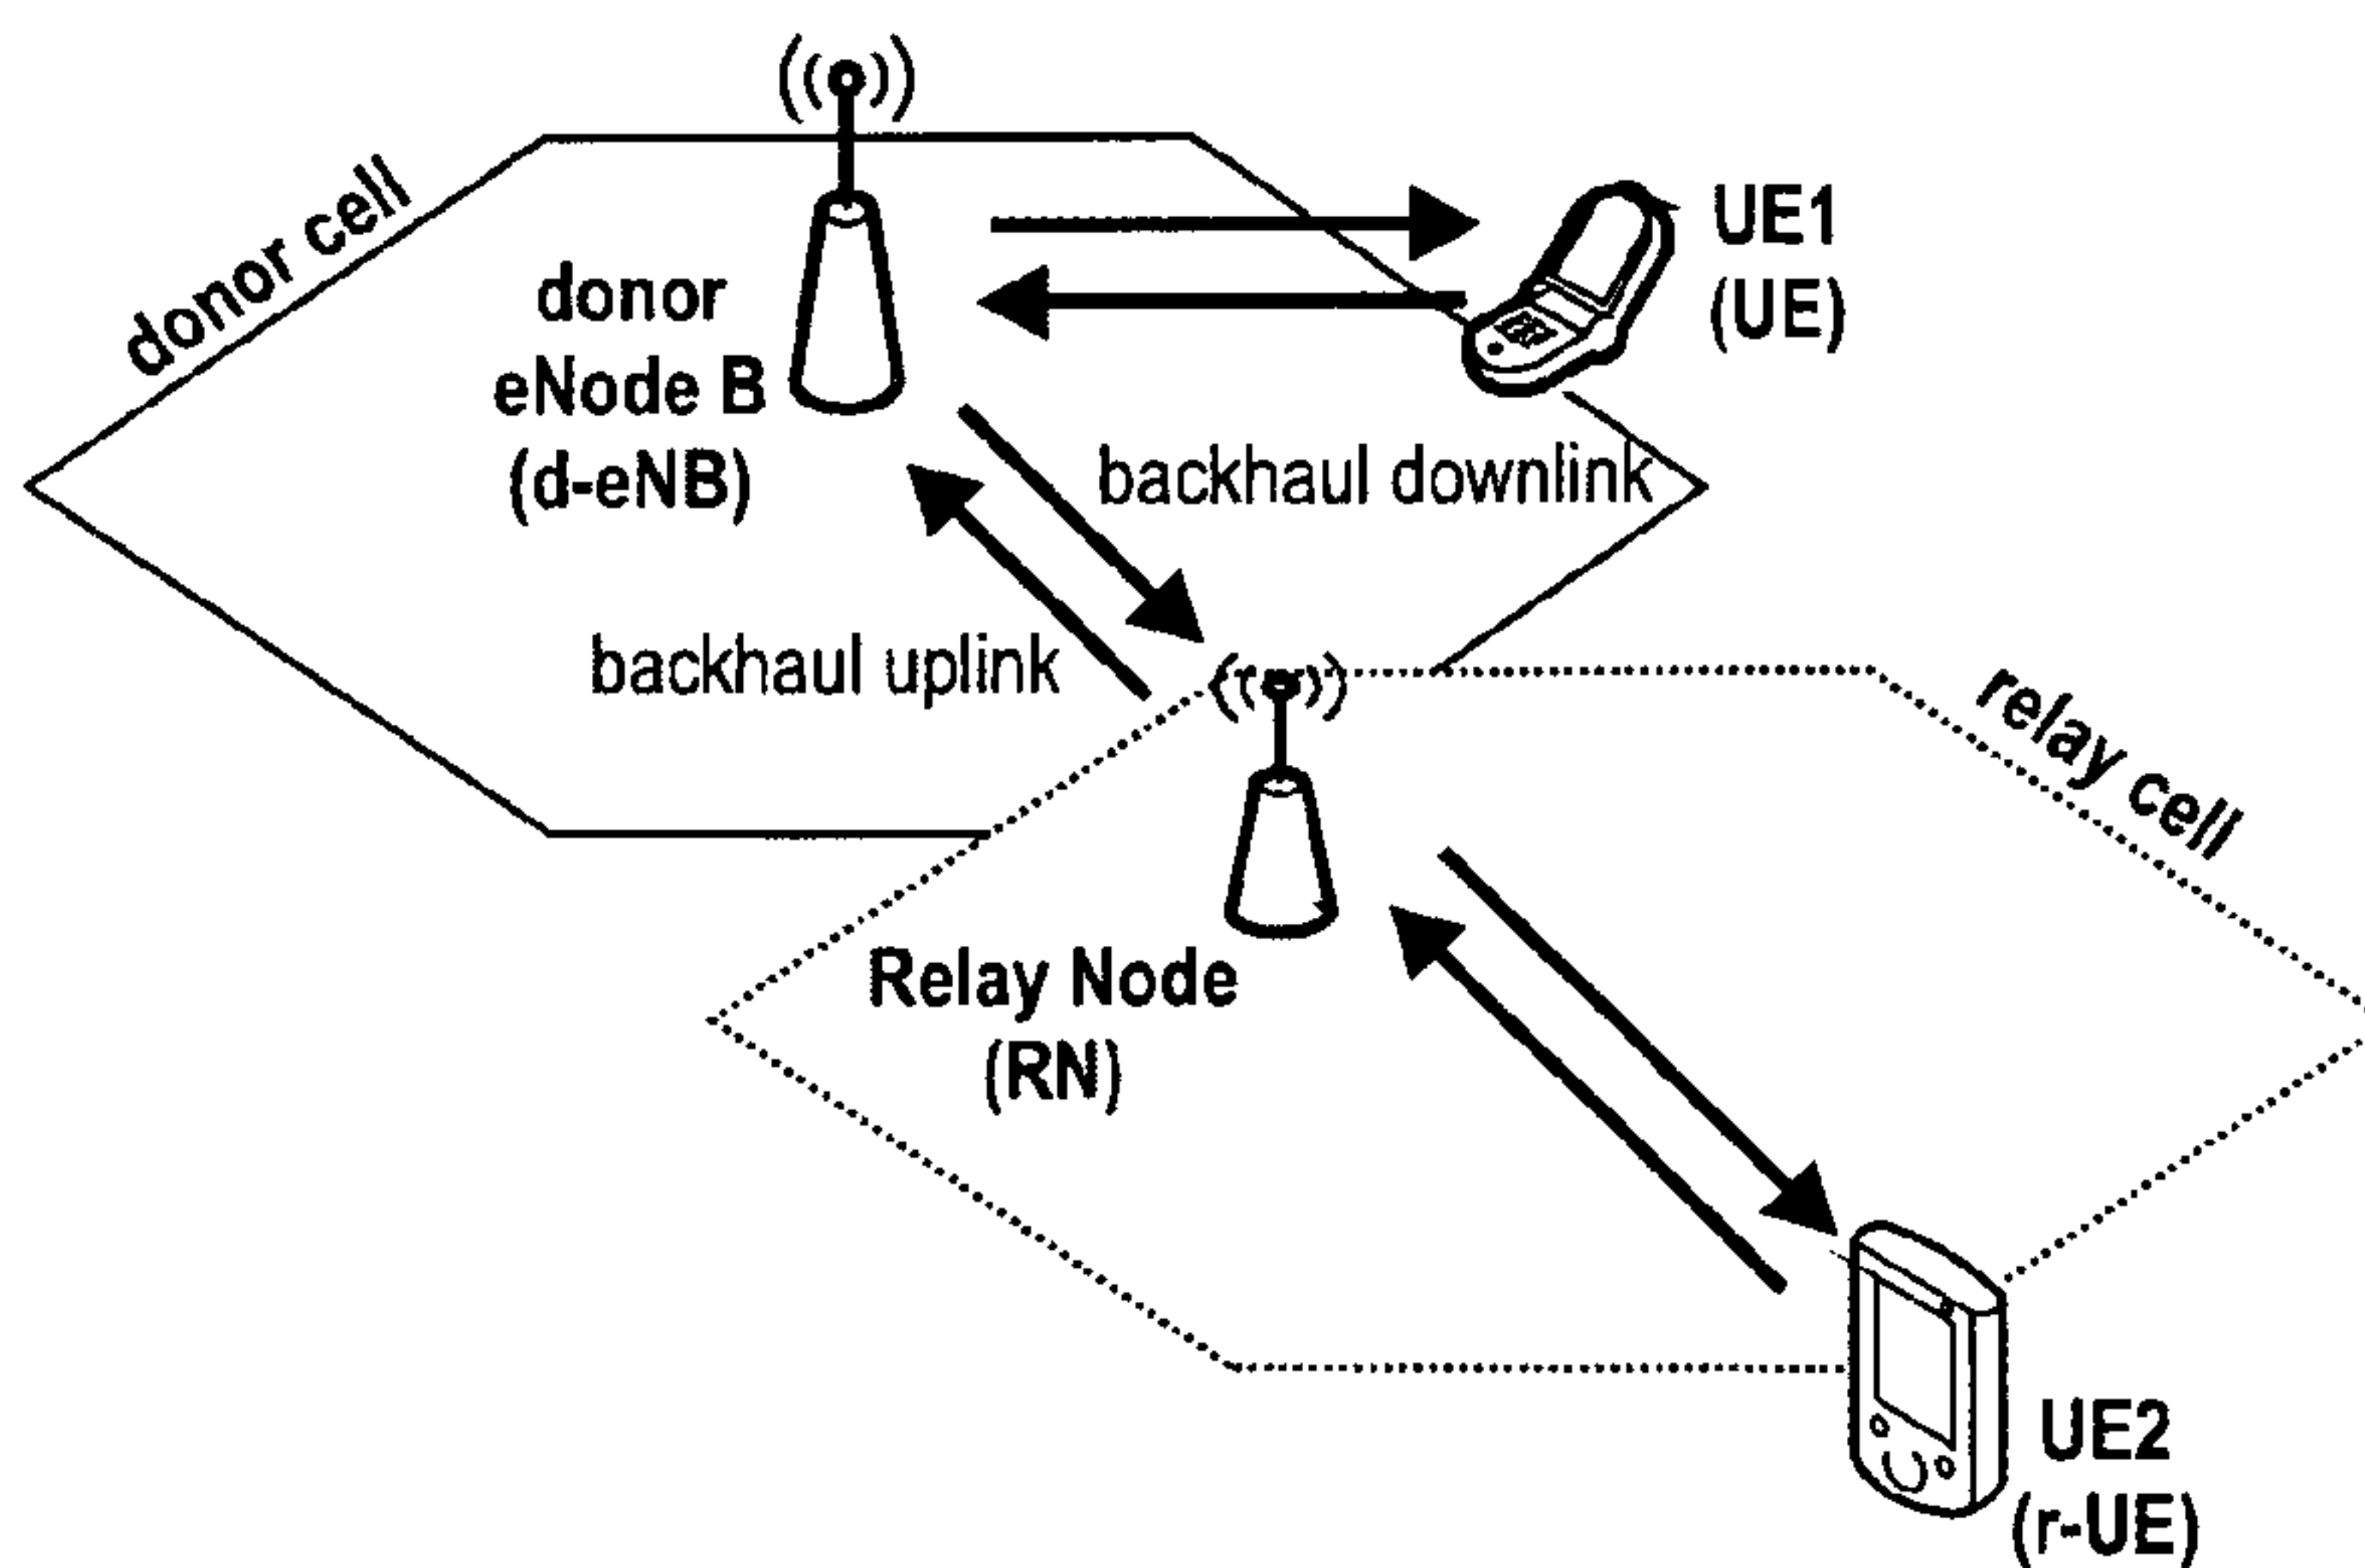 donor cell
donor
eNode B
(d-eNB)
UE1
(UE)
backhaul downlink
backhaul uplink
relay cell
Relay Node
(RN)
UE2
(r-UE)